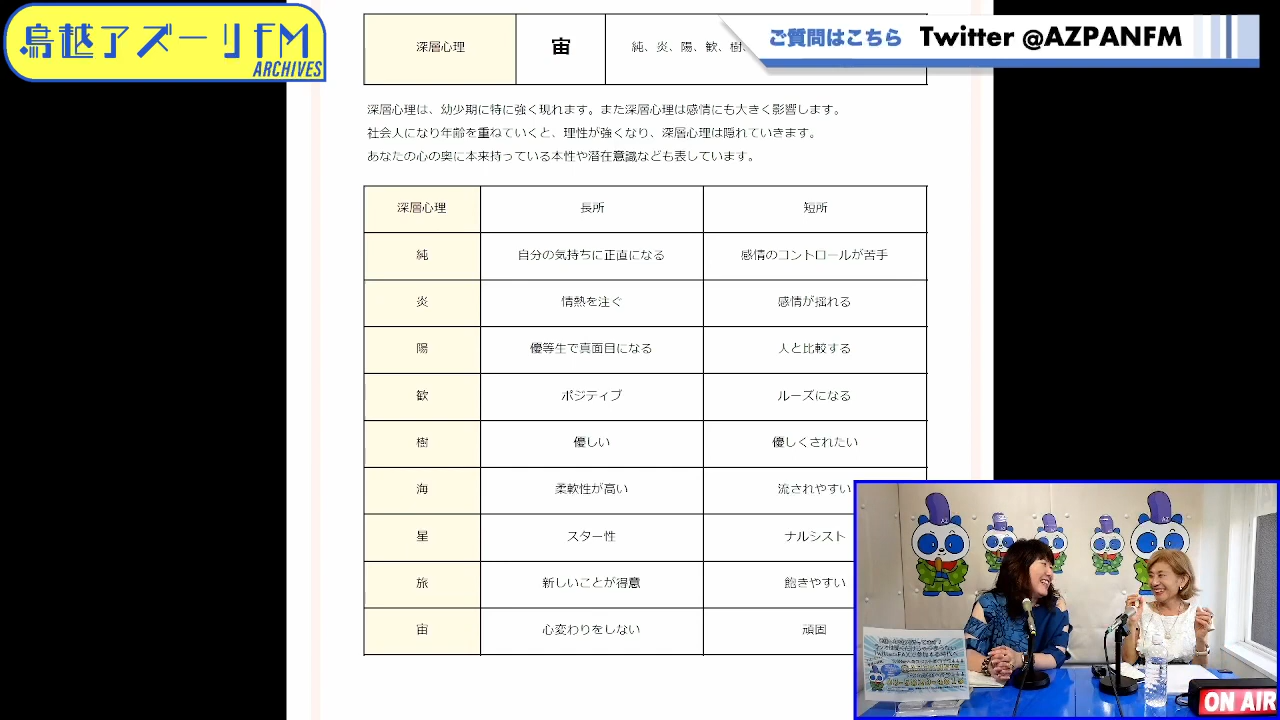 鳥越アズーリFM
ARCHIVES
ご質問はこちら Twitter @AZPANFM
深層心理 宙 純、炎、陽、歓、樹、
深層心理は、幼少期に特に強く現れます。また深層心理は感情にも大きく影響します。
社会人になり年齢を重ねていくと、理性が強くなり、深層心理は隠れていきます。
あなたの心の奥に本来持っている本性や潜在意識なども表しています。
深層心理 長所 短所
純 自分の気持ちに正直になる 感情のコントロールが苦手
炎 情熱を注ぐ 感情が揺れる
陽 優等生で真面目になる 人と比較する
歓 ポジティブ ルーズになる
樹 優しい 優しくされたい
海 柔軟性が高い 流されやすい
星 スター性 ナルシスト
旅 新しいことが得意 飽きやすい
宙 心変わりをしない 頑固
ON AIR